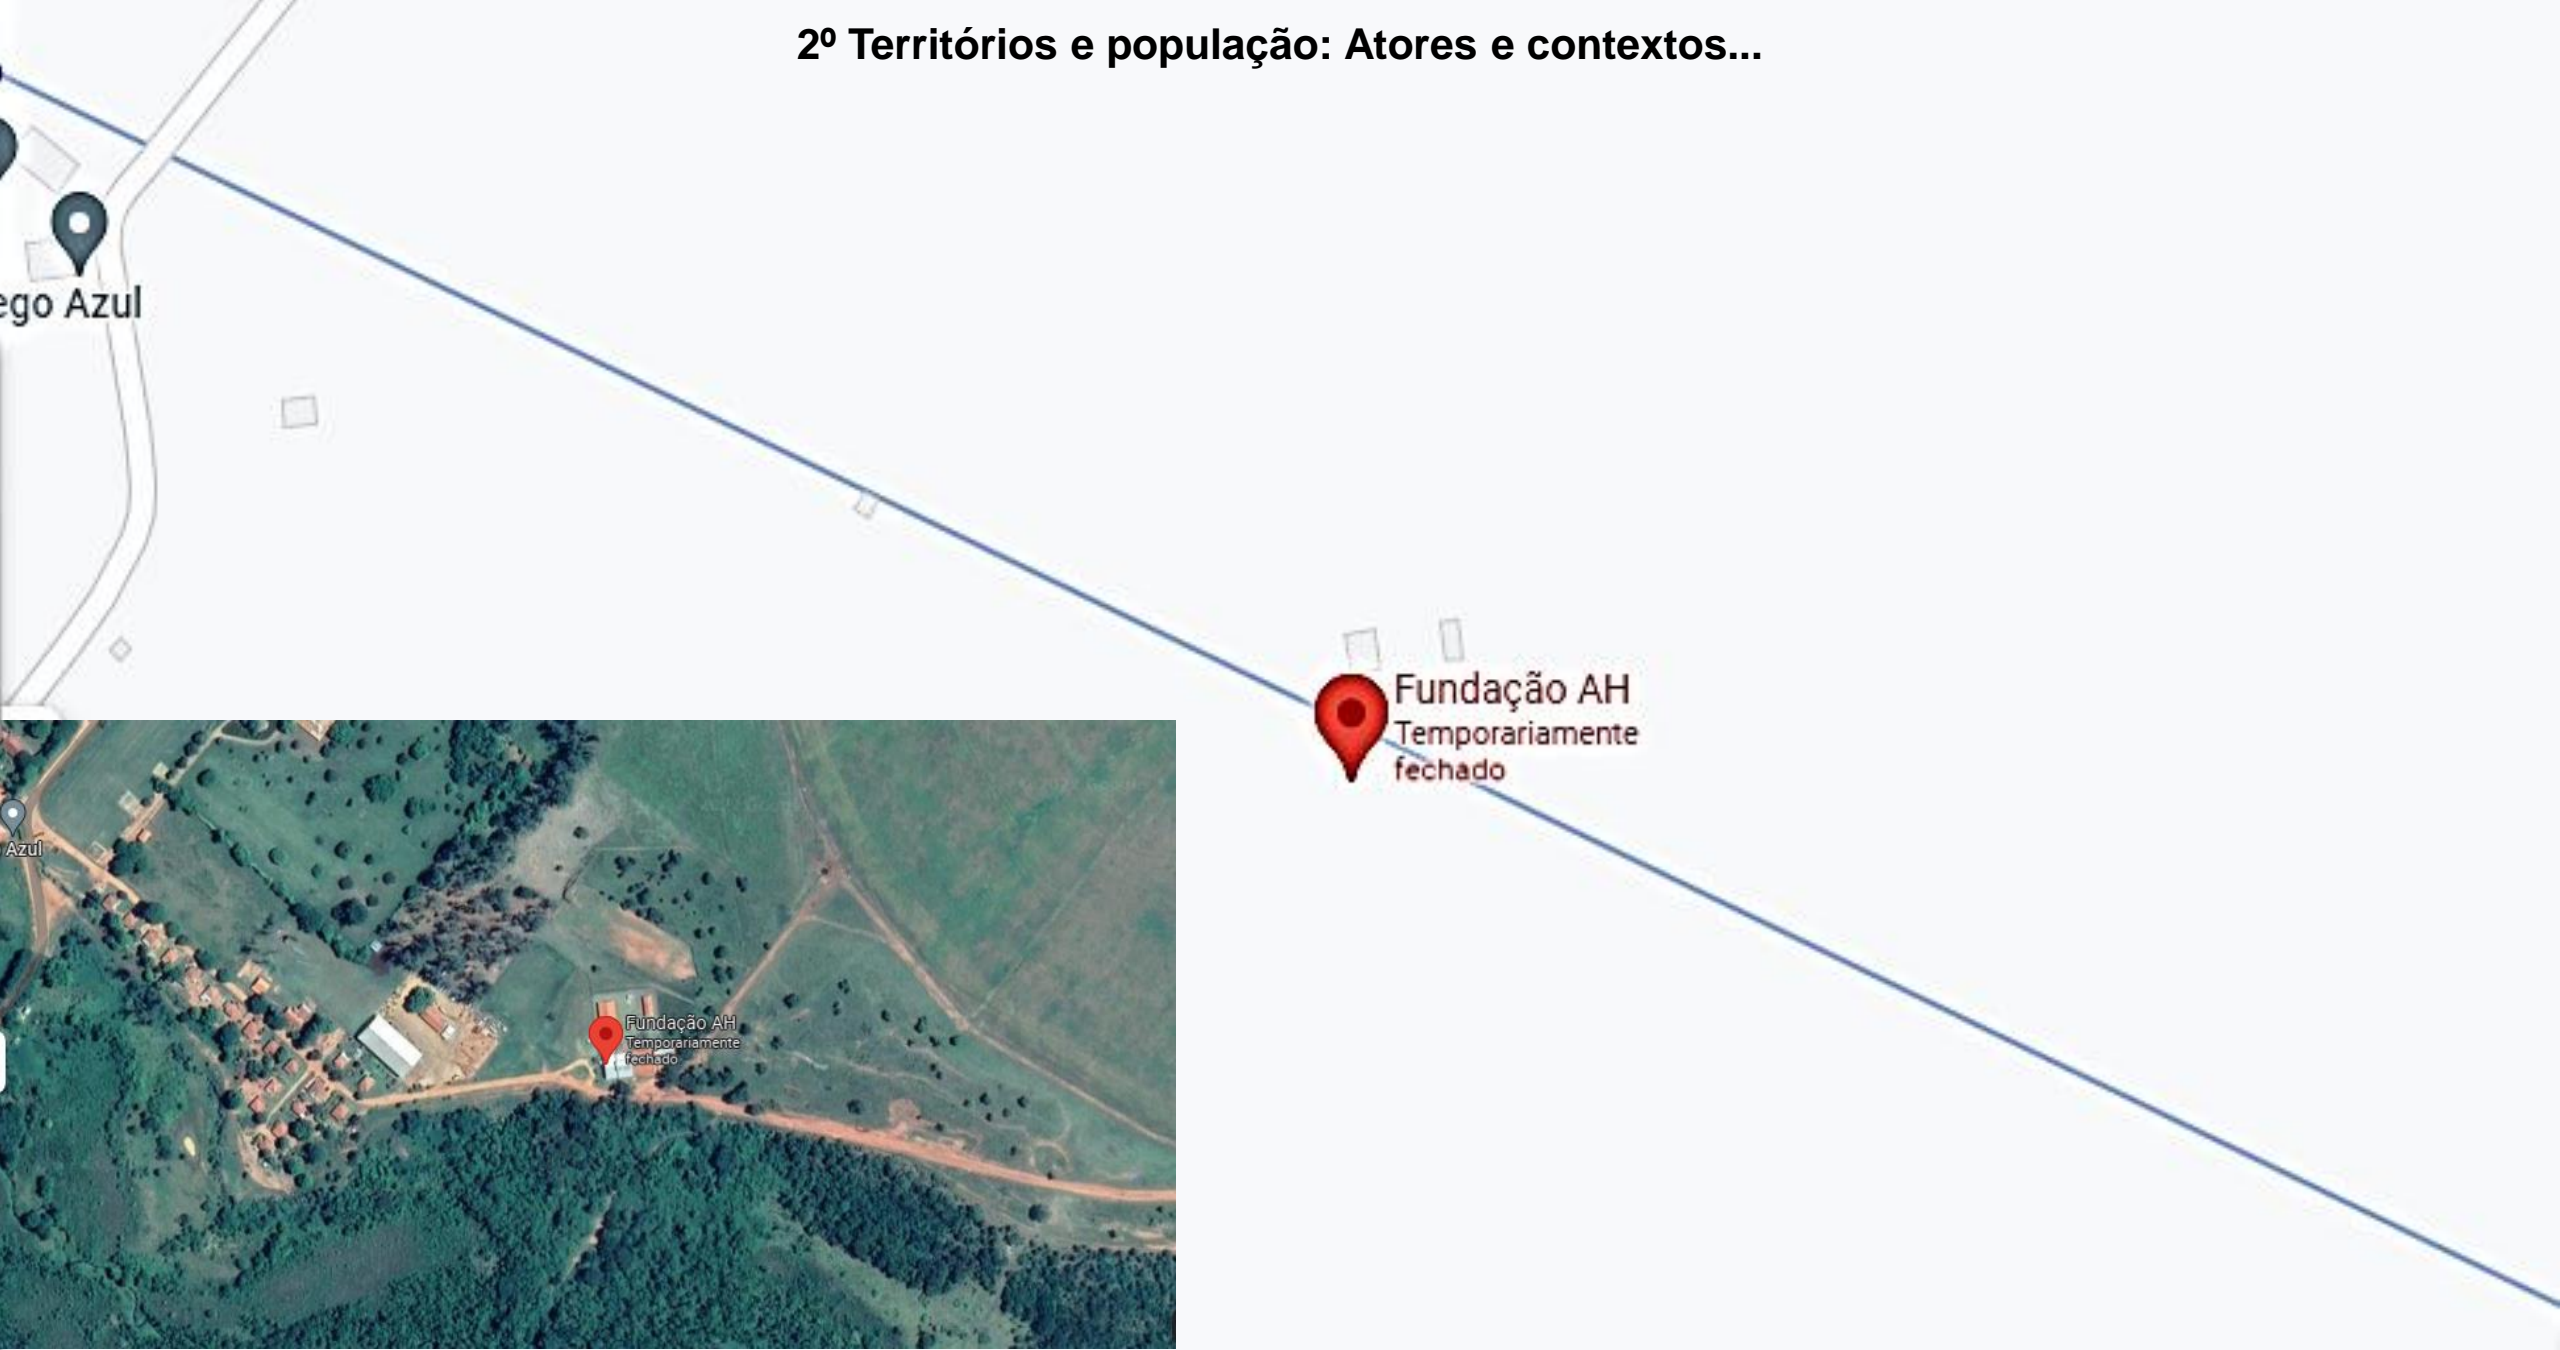 2º Territórios e população: Atores e contextos...
ego Azul
Fundação AH
Temporariamente
fechado
Azul
Fundação AH
Temporariamente
fechado